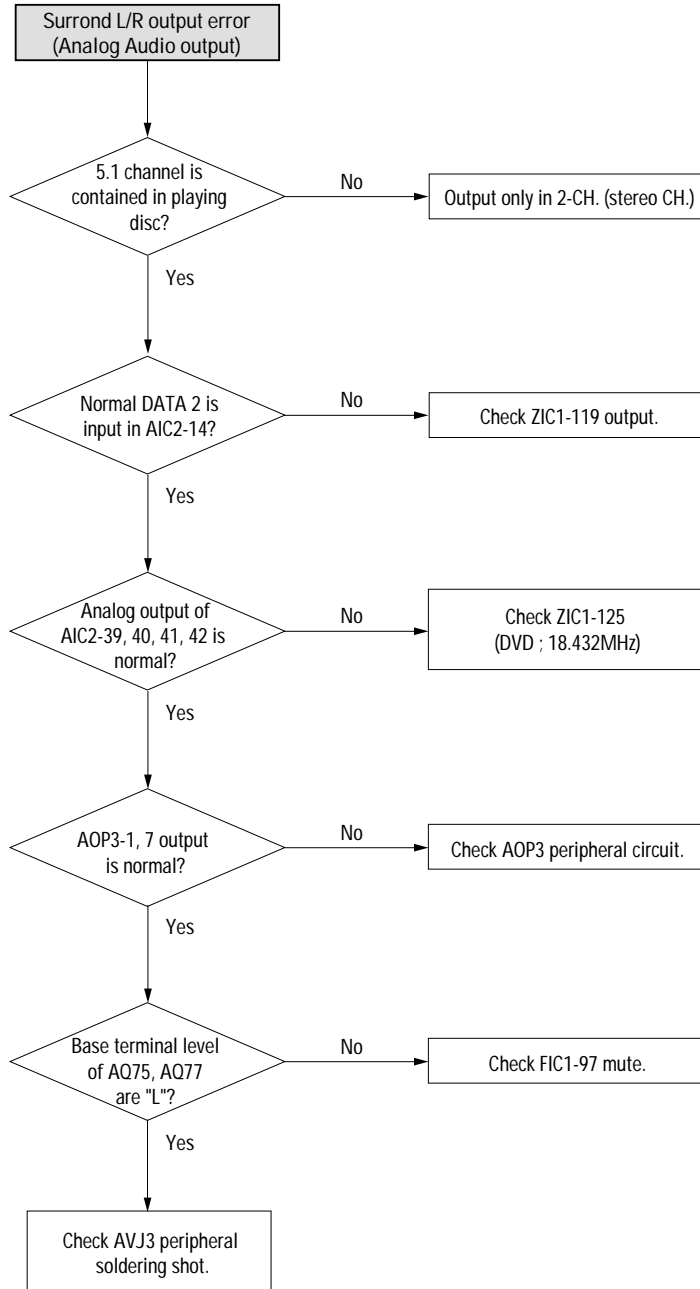 Surrond L/R output error
(Analog Audio output)
5.1 channel is
contained in playing
disc?
No
Output only in 2-CH. (stereo CH.)
Yes
Normal DATA 2 is
input in AIC2-14?
No
Check ZIC1-119 output.
Yes
Analog output of
AIC2-39, 40, 41, 42 is
normal?
No
Check ZIC1-125
(DVD ; 18.432MHz)
Yes
AOP3-1, 7 output
is normal?
No
Check AOP3 peripheral circuit.
Yes
Base terminal level
of AQ75, AQ77
are "L"?
No
Check FIC1-97 mute.
Yes
Check AVJ3 peripheral
soldering shot.